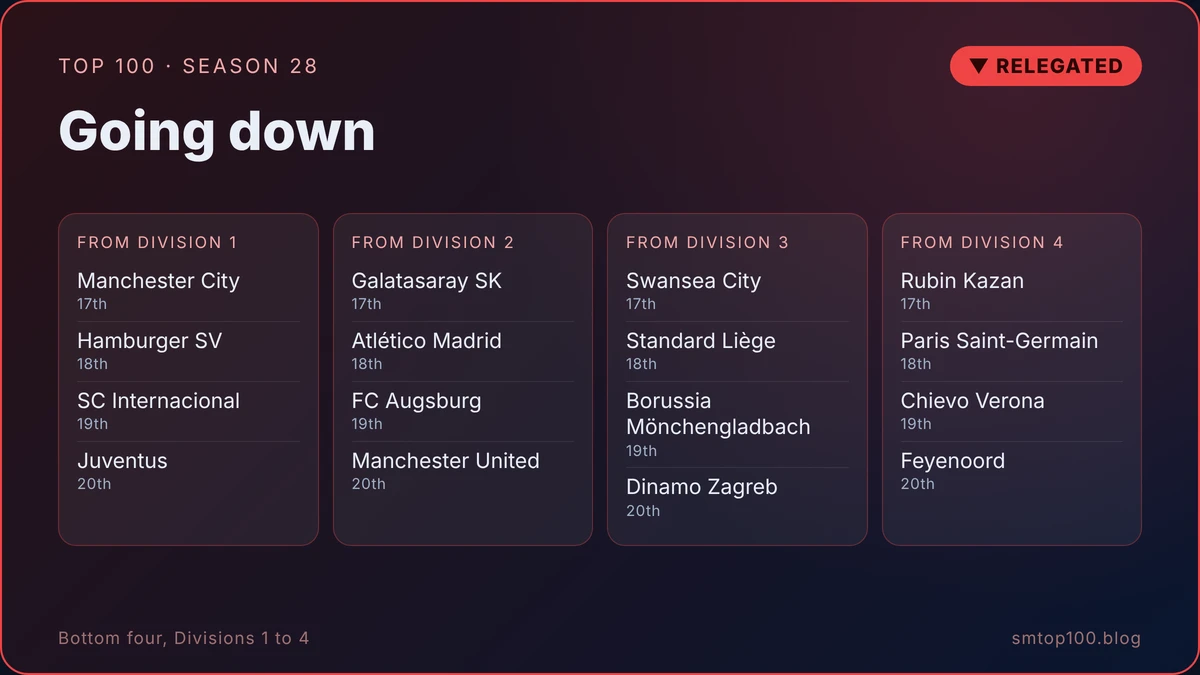 TOP 100 · SEASON 28
▼ RELEGATED
Going down
FROM DIVISION 1
Manchester City
17th
Hamburger SV
18th
SC Internacional
19th
Juventus
20th
FROM DIVISION 2
Galatasaray SK
17th
Atlético Madrid
18th
FC Augsburg
19th
Manchester United
20th
FROM DIVISION 3
Swansea City
17th
Standard Liège
18th
Borussia
Mönchengladbach
19th
Dinamo Zagreb
20th
FROM DIVISION 4
Rubin Kazan
17th
Paris Saint-Germain
18th
Chievo Verona
19th
Feyenoord
20th
Bottom four, Divisions 1 to 4
smtop100.blog